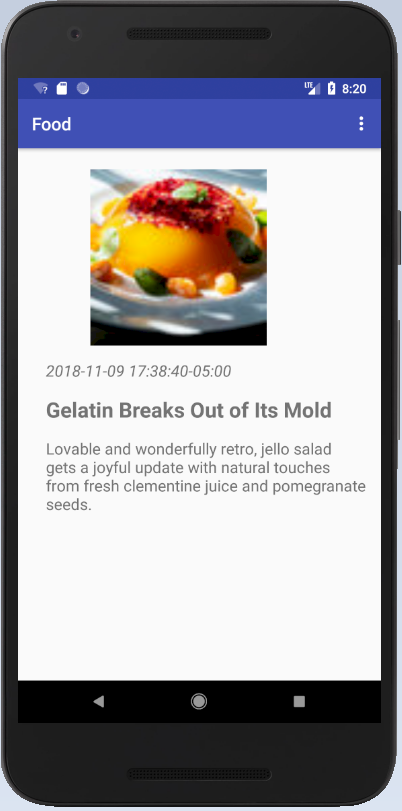 LTE 8:20
Food
2018-11-09 17:38:40-05:00
Gelatin Breaks Out of Its Mold
Lovable and wonderfully retro, jello salad
gets a joyful update with natural touches
from fresh clementine juice and pomegranate
seeds.